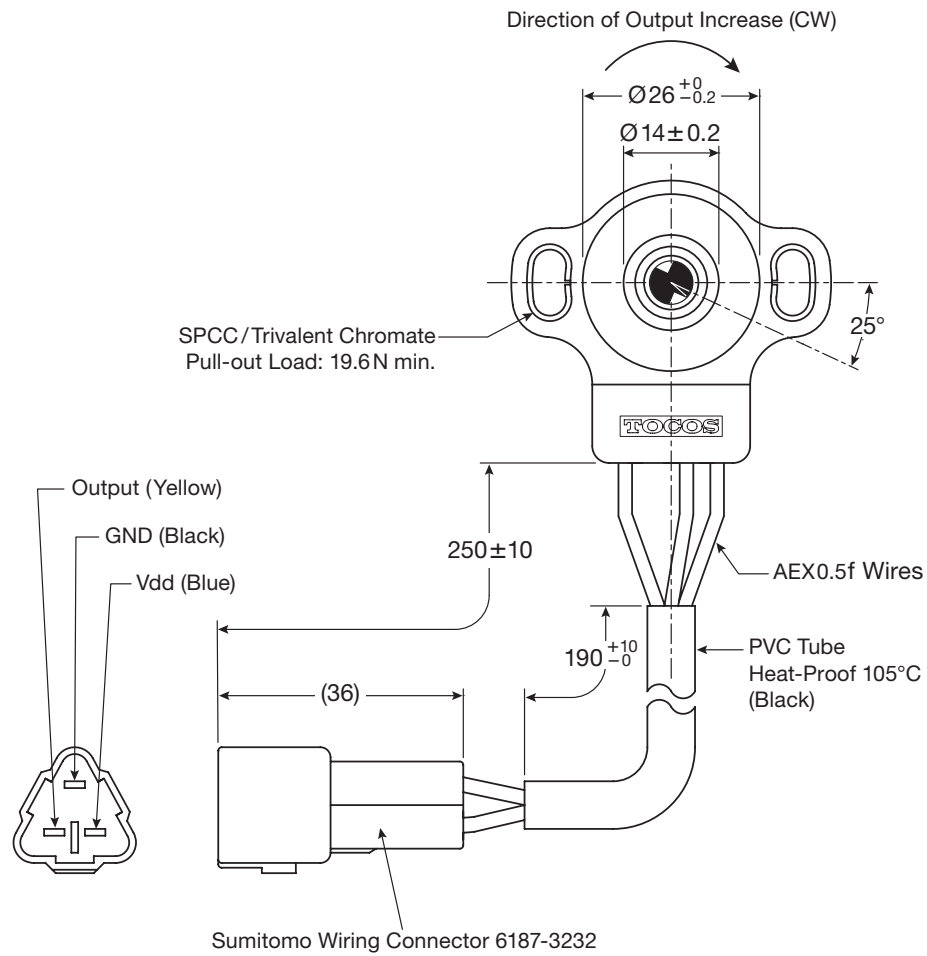 Direction of Output Increase (CW)
Ø26 +0 −0.2
Ø14±0.2
25°
SPCC/Trivalent Chromate
Pull-out Load: 19.6N min.
TOCOS
Output (Yellow)
GND (Black)
Vdd (Blue)
250±10
AEX0.5f Wires
190 +10 −0
PVC Tube
Heat-Proof 105°C
(Black)
(36)
Sumitomo Wiring Connector 6187-3232